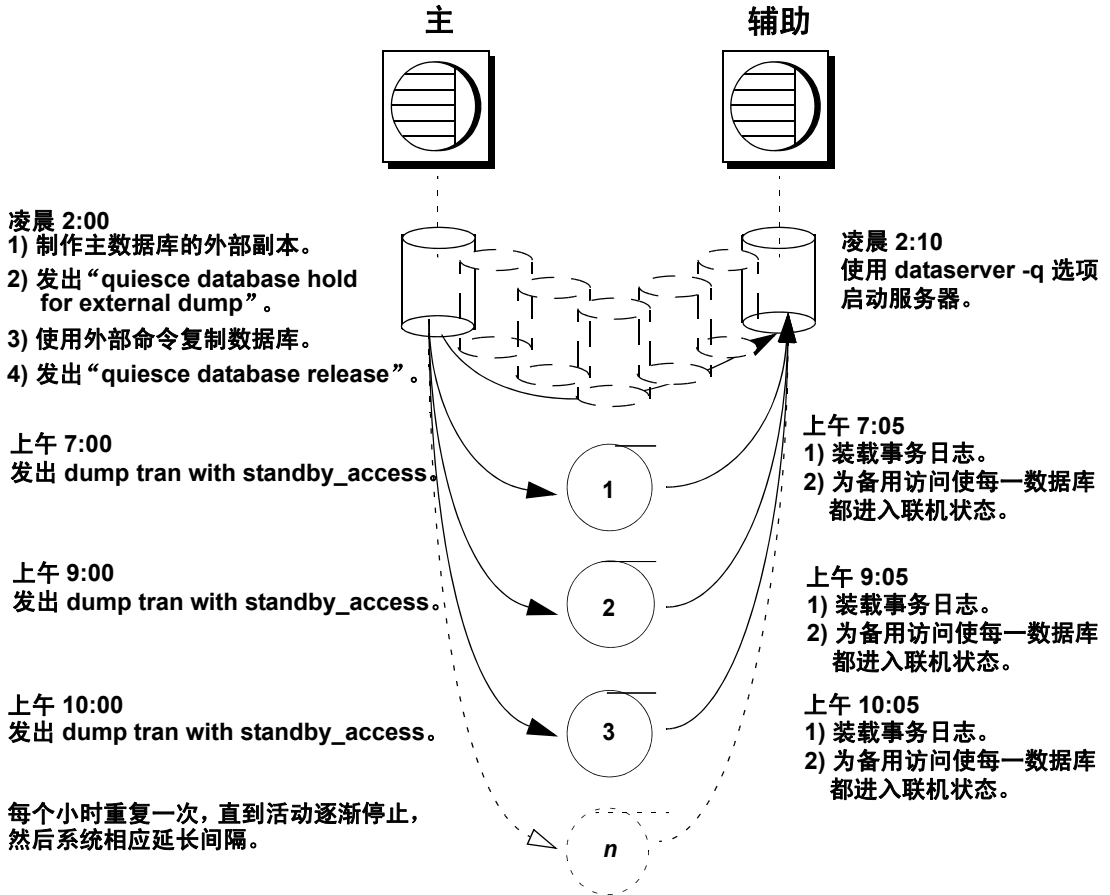 主
辅助
凌晨 2:00
1) 制作主数据库的外部副本。
2) 发出“quiesce database hold
for external dump”。
3) 使用外部命令复制数据库。
4) 发出“quiesce database release”。
凌晨 2:10
使用 dataserver -q 选项
启动服务器。
上午 7:00
发出 dump tran with standby_access。
1
上午 7:05
1) 装载事务日志。
2) 为备用访问使每一数据库
都进入联机状态。
上午 9:00
发出 dump tran with standby_access。
2
上午 9:05
1) 装载事务日志。
2) 为备用访问使每一数据库
都进入联机状态。
上午 10:00
发出 dump tran with standby_access。
3
上午 10:05
1) 装载事务日志。
2) 为备用访问使每一数据库
都进入联机状态。
每个小时重复一次，直到活动逐渐停止，
然后系统相应延长间隔。
n